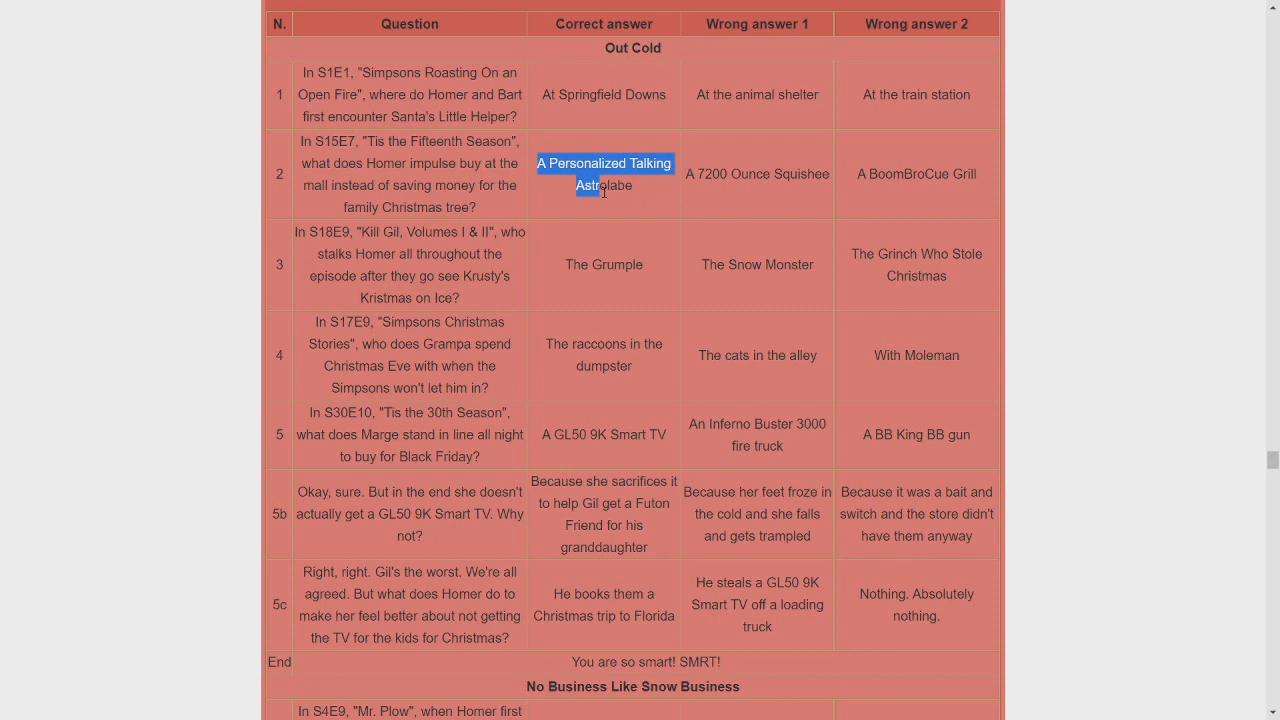 N. Question Correct answer Wrong answer 1 Wrong answer 2
Out Cold
1
In S1E1, "Simpsons Roasting On an
Open Fire", where do Homer and Bart
first encounter Santa's Little Helper?
At Springfield Downs
At the animal shelter
At the train station
2
In S15E7, "Tis the Fifteenth Season",
what does Homer impulse buy at the
mall instead of saving money for the
family Christmas tree?
A Personalized Talking
Astrolabe
A 7200 Ounce Squishee
A BoomBroCue Grill
3
In S18E9, "Kill Gil, Volumes I & II", who
stalks Homer all throughout the
episode after they go see Krusty's
Kristmas on Ice?
The Grumple
The Snow Monster
The Grinch Who Stole
Christmas
4
In S17E9, "Simpsons Christmas
Stories", who does Grampa spend
Christmas Eve with when the
Simpsons won't let him in?
The raccoons in the
dumpster
The cats in the alley
With Moleman
5
In S30E10, "Tis the 30th Season",
what does Marge stand in line all night
to buy for Black Friday?
A GL50 9K Smart TV
An Inferno Buster 3000
fire truck
A BB King BB gun
5b
Okay, sure. But in the end she doesn't
actually get a GL50 9K Smart TV. Why
not?
Because she sacrifices it
to help Gil get a Futon
Friend for his
granddaughter
Because her feet froze in
the cold and she falls
and gets trampled
Because it was a bait and
switch and the store didn't
have them anyway
5c
Right, right. Gil's the worst. We're all
agreed. But what does Homer do to
make her feel better about not getting
the TV for the kids for Christmas?
He books them a
Christmas trip to Florida
He steals a GL50 9K
Smart TV off a loading
truck
Nothing. Absolutely
nothing.
End You are so smart! SMRT!
No Business Like Snow Business
In S4E9, "Mr. Plow", when Homer first